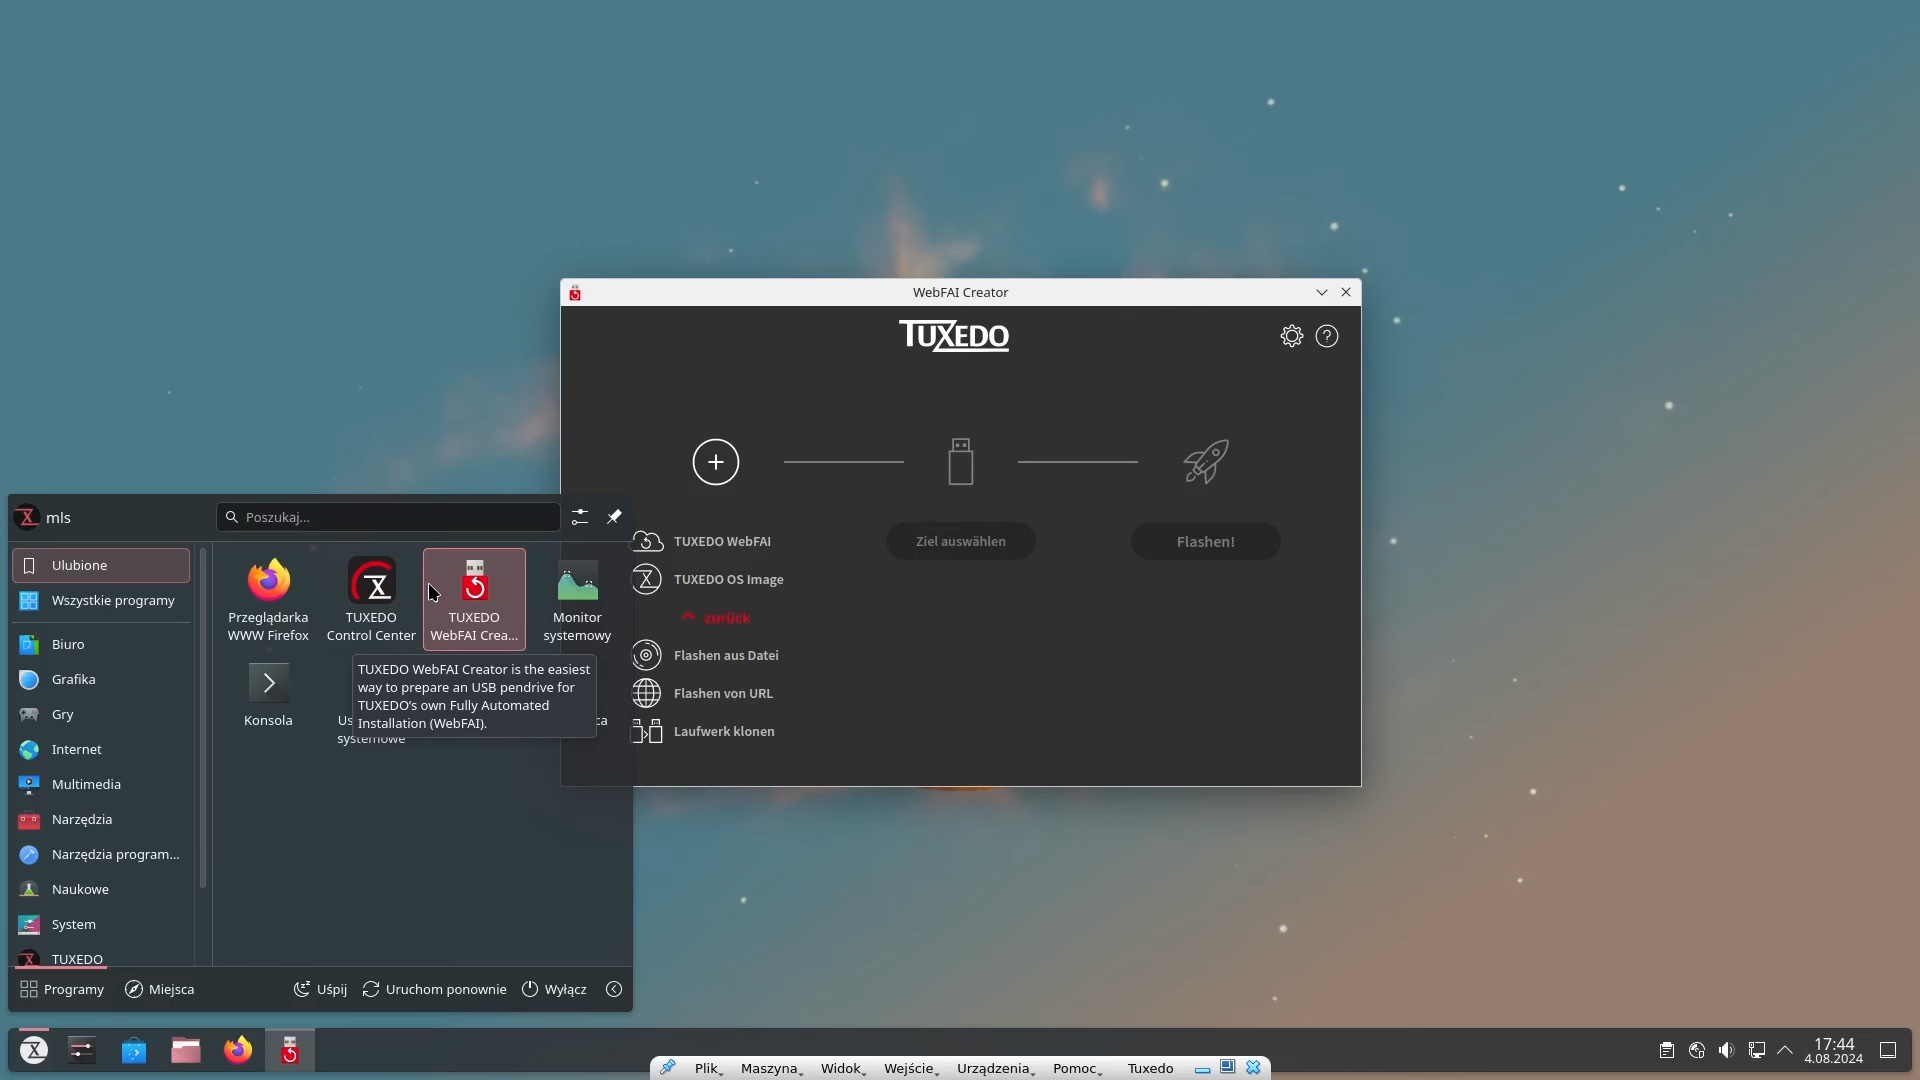 WebFAI Creator
TUXEDO
TUXEDO WebFAI
TUXEDO OS Image
zurück
Flashen aus Datei
Flashen von URL
Laufwerk klonen
Ziel auswählen
Flashen!
mls
Poszukaj...
Ulubione
Wszystkie programy
Biuro
Grafika
Gry
Internet
Multimedia
Narzędzia
Narzędzia program...
Naukowe
System
TUXEDO
Przeglądarka
WWW Firefox
TUXEDO
Control Center
TUXEDO
WebFAI Crea...
Monitor
systemowy
Konsola
systemowe
TUXEDO WebFAI Creator is the easiest
way to prepare an USB pendrive for
TUXEDO’s own Fully Automated
Installation (WebFAI).
Programy
Miejsca
Uśpij
Uruchom ponownie
Wyłącz
17:44
4.08.2024
Plik
Maszyna
Widok
Wejście
Urządzenia
Pomoc
Tuxedo